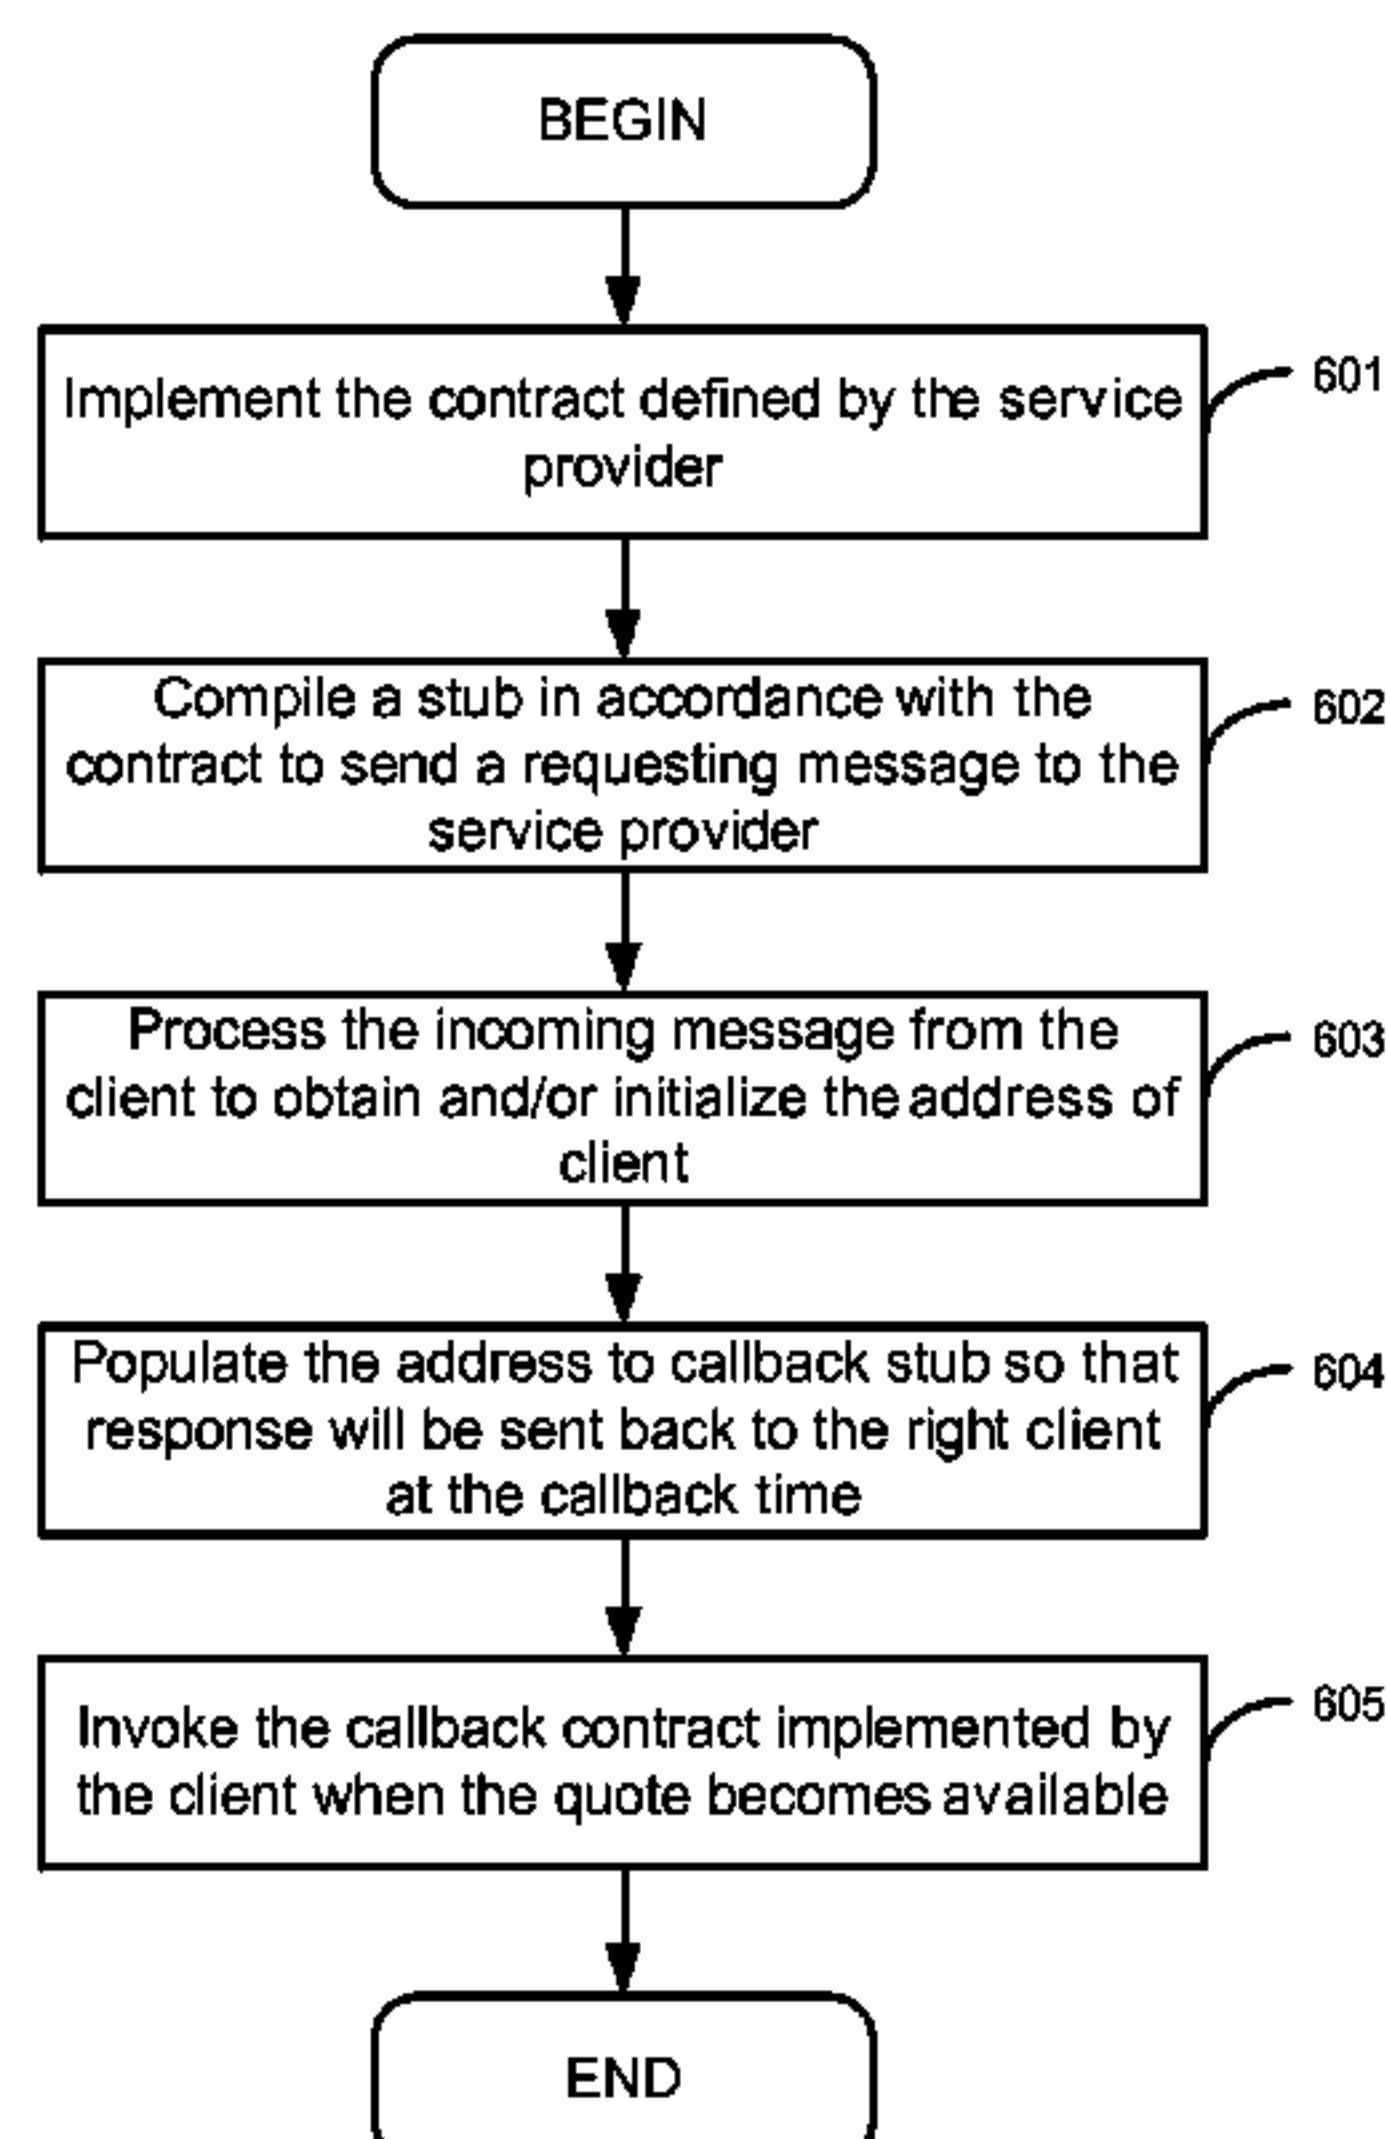 BEGIN
Implement the contract defined by the service
provider
601
Compile a stub in accordance with the
contract to send a requesting message to the
service provider
602
Process the incoming message from the
client to obtain and/or initialize the address of
client
603
Populate the address to callback stub so that
response will be sent back to the right client
at the callback time
604
Invoke the callback contract implemented by
the client when the quote becomes available
605
END